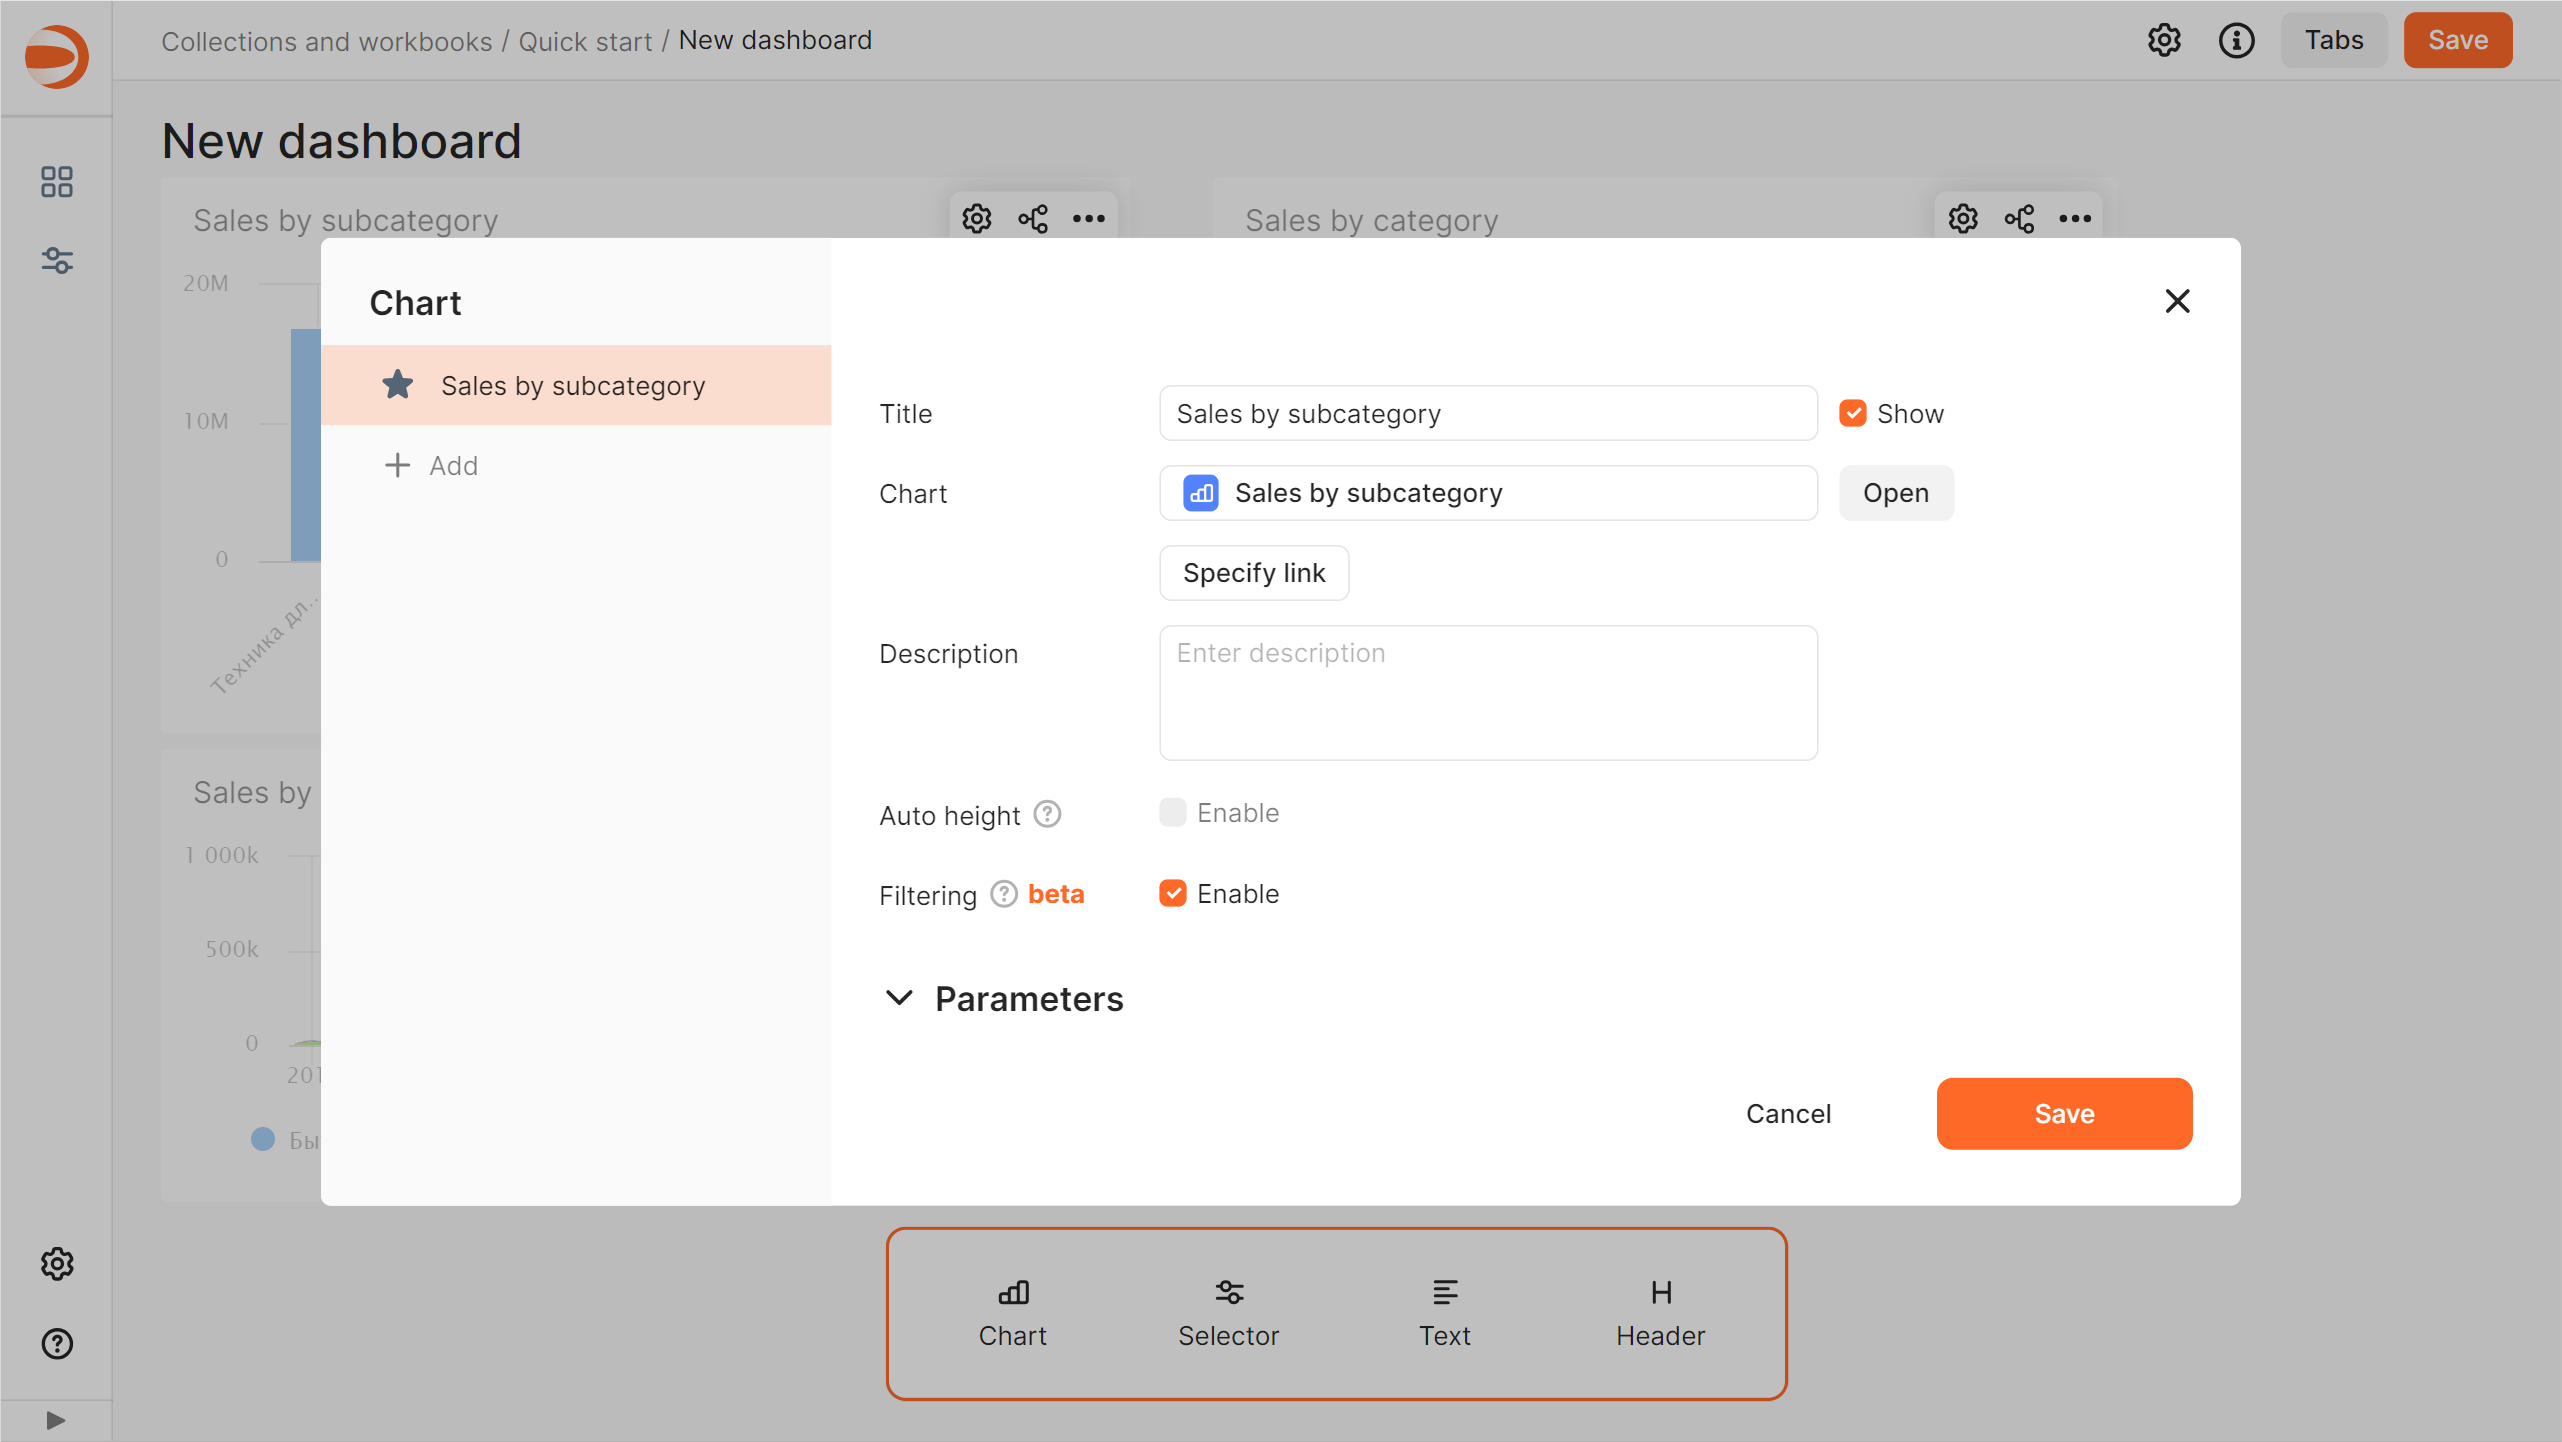 Collections and workbooks / Quick start / New dashboard
Tabs
Save
New dashboard
Sales by subcategory
Sales by category
20M
10M
0
Техника дл...
Sales by
1 000k
500k
0
201
Бы
Chart
Sales by subcategory
Add
Title
Sales by subcategory
Show
Chart
Sales by subcategory
Open
Specify link
Description
Enter description
Auto height
Enable
Filtering
beta
Enable
Parameters
Cancel
Save
Chart
Selector
Text
Header